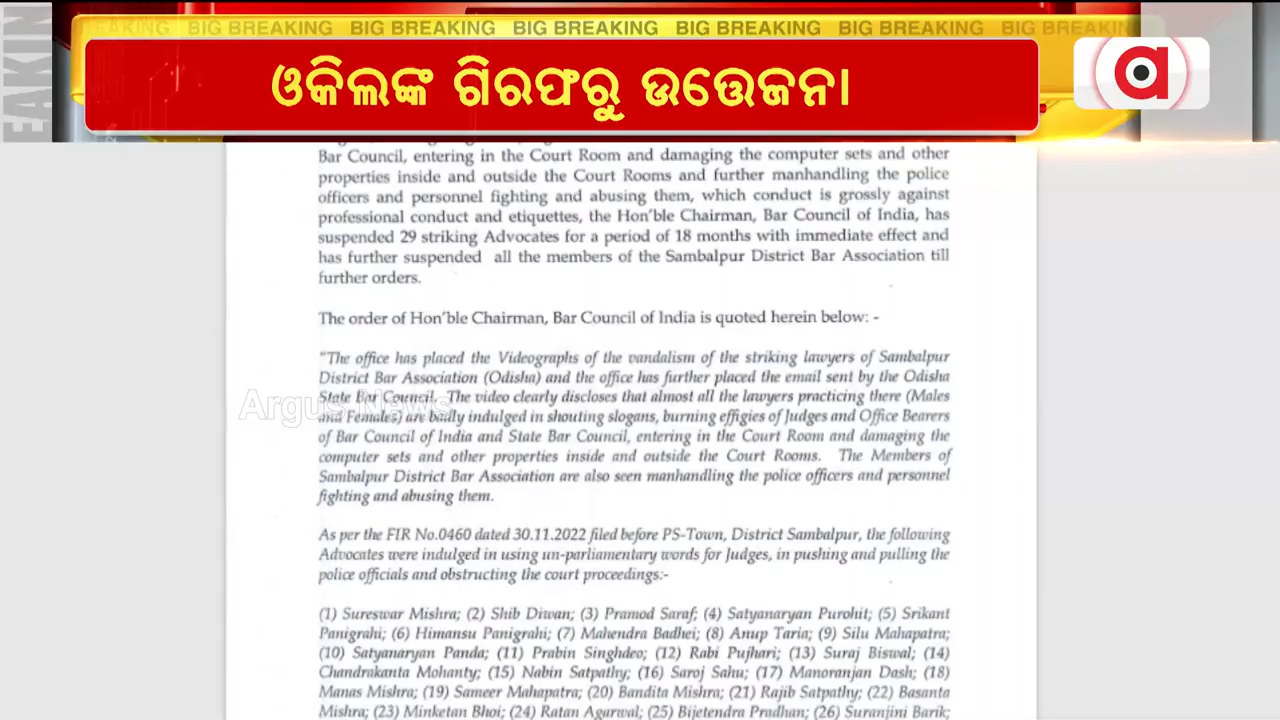 BREAKING BIG BREAKING BIG BREAKING BIG BREAKING BIG BREAKING BIG BREAKING BIG BREAKIN
EAKIN
ଓକିଲଙ୍କ ଗିରଫରୁ ଉତ୍ତେଜନା
a
Bar Council, entering in the Court Room and damaging the computer sets and other
properties inside and outside the Court Rooms and further manhandling the police
officers and personnel fighting and abusing them, which conduct is grossly against
professional conduct and etiquettes, the Hon'ble Chairman, Bar Council of India, has
suspended 29 striking Advocates for a period of 18 months with immediate effect and
has further suspended all the members of the Sambalpur District Bar Association till
further orders.
The order of Hon'ble Chairman, Bar Council of India is quoted herein below: -
"The office has placed the Videographs of the vandalism of the striking lawyers of Sambalpur
District Bar Association (Odisha) and the office has further placed the email sent by the Odisha
State Bar Council. The video clearly discloses that almost all the lawyers practicing there (Males
Argus News
and Females) are badly indulged in shouting slogans, burning effigies of Judges and Office Bearers
of Bar Council of India and State Bar Council, entering in the Court Room and damaging the
computer sets and other properties inside and outside the Court Rooms. The Members of
Sambalpur District Bar Association are also seen manhandling the police officers and personnel
fighting and abusing them.
As per the FIR No.0460 dated 30.11.2022 filed before PS-Town, District Sambalpur, the following
Advocates were indulged in using un-parliamentary words for Judges, in pushing and pulling the
police officials and obstructing the court proceedings:-
(1) Sureswar Mishra; (2) Shib Diwan; (3) Pramod Saraf; (4) Satyanaryan Purohit; (5) Srikant
Panigrahi; (6) Himansu Panigrahi; (7) Mahendra Badhei; (8) Anup Taria; (9) Silu Mahapatra;
(10) Satyanaryan Panda; (11) Prabin Singhdeo; (12) Rabi Pujhari; (13) Suraj Biswal; (14)
Chandrakanta Mohanty; (15) Nabin Satpathy; (16) Saroj Sahu; (17) Manoranjan Dash; (18)
Manas Mishra; (19) Sameer Mahapatra; (20) Bandita Mishra; (21) Rajib Satpathy; (22) Basanta
Mishra; (23) Minketan Bhoi; (24) Ratan Agarwal; (25) Bijetendra Pradhan; (26) Suranjini Barik;